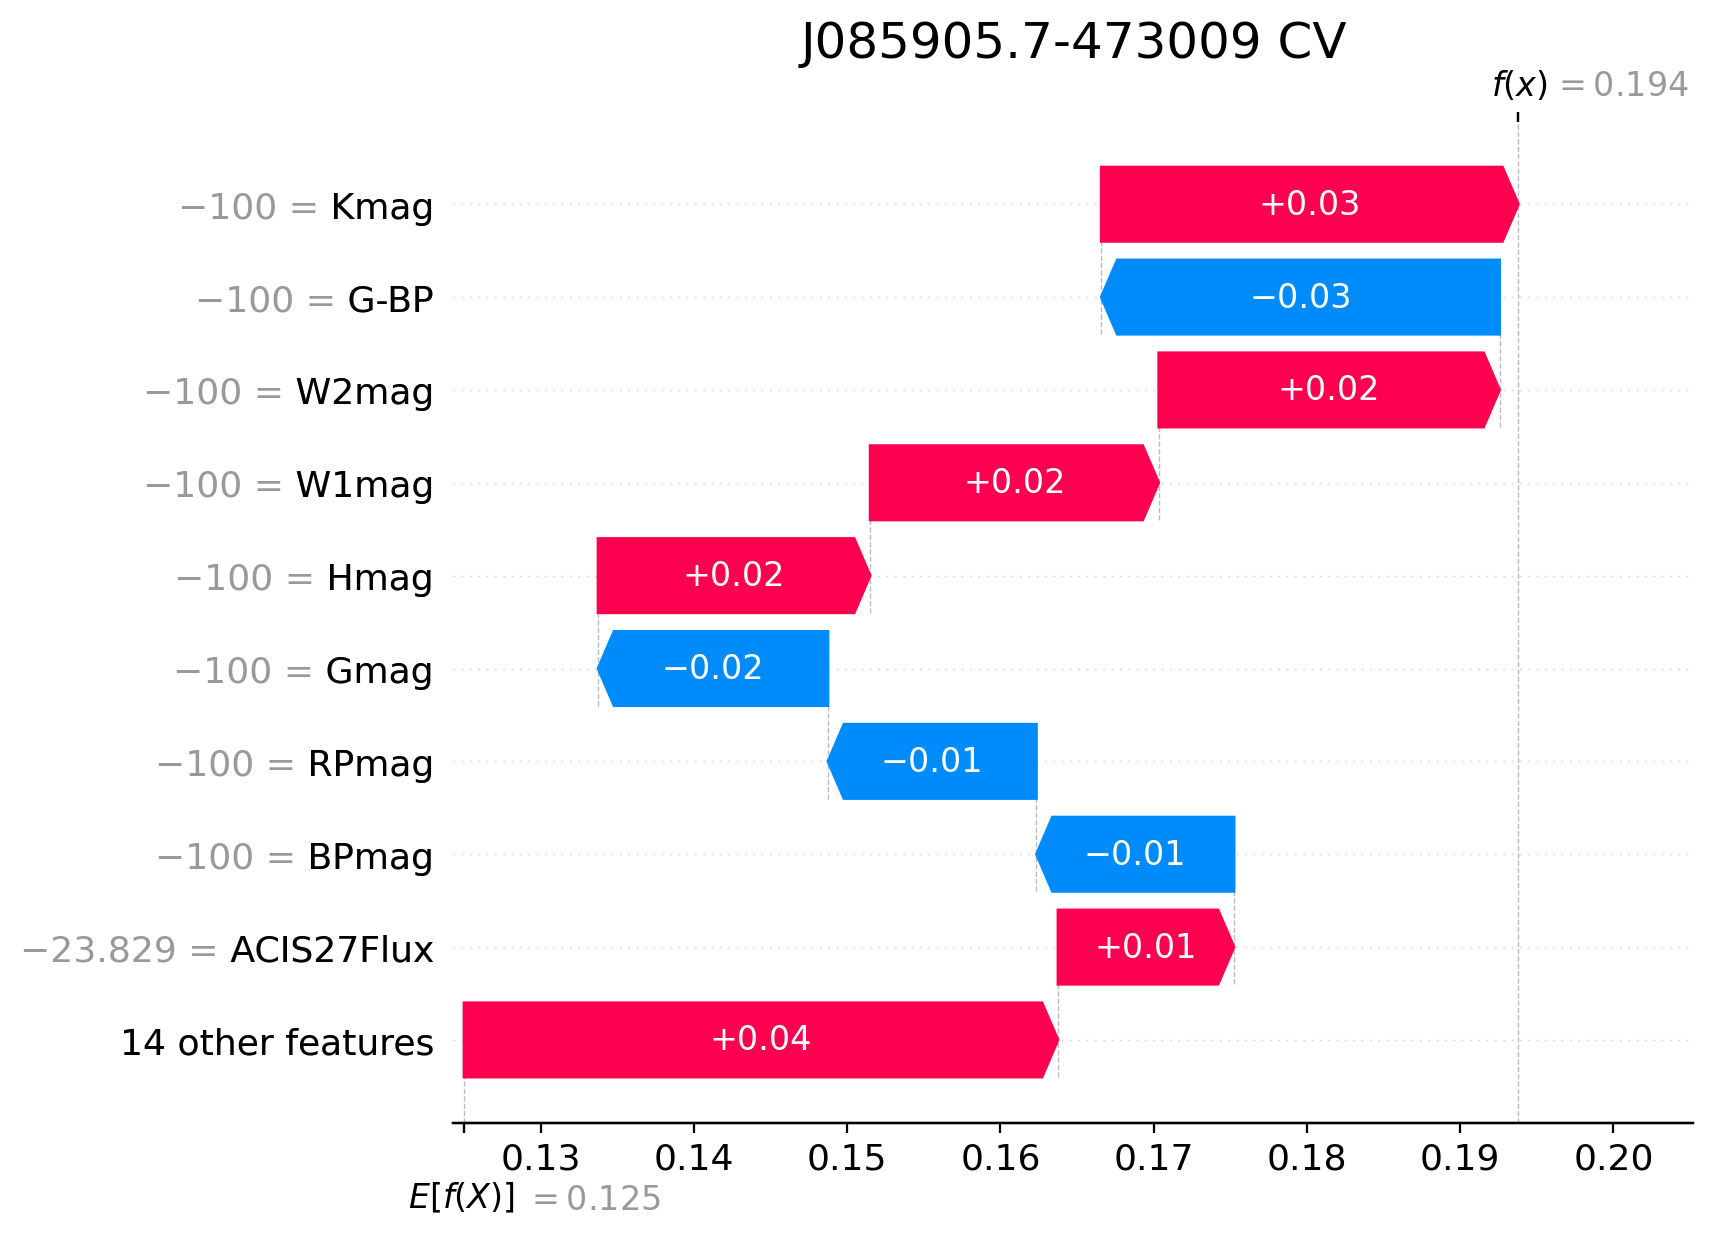 J085905.7-473009 CV
f(x) = 0.194
−100 = Kmag +0.03
−100 = G-BP −0.03
−100 = W2mag +0.02
−100 = W1mag +0.02
−100 = Hmag +0.02
−100 = Gmag −0.02
−100 = RPmag −0.01
−100 = BPmag −0.01
−23.829 = ACIS27Flux +0.01
14 other features +0.04
0.13 0.14 0.15 0.16 0.17 0.18 0.19 0.20
E[f(X)] = 0.125